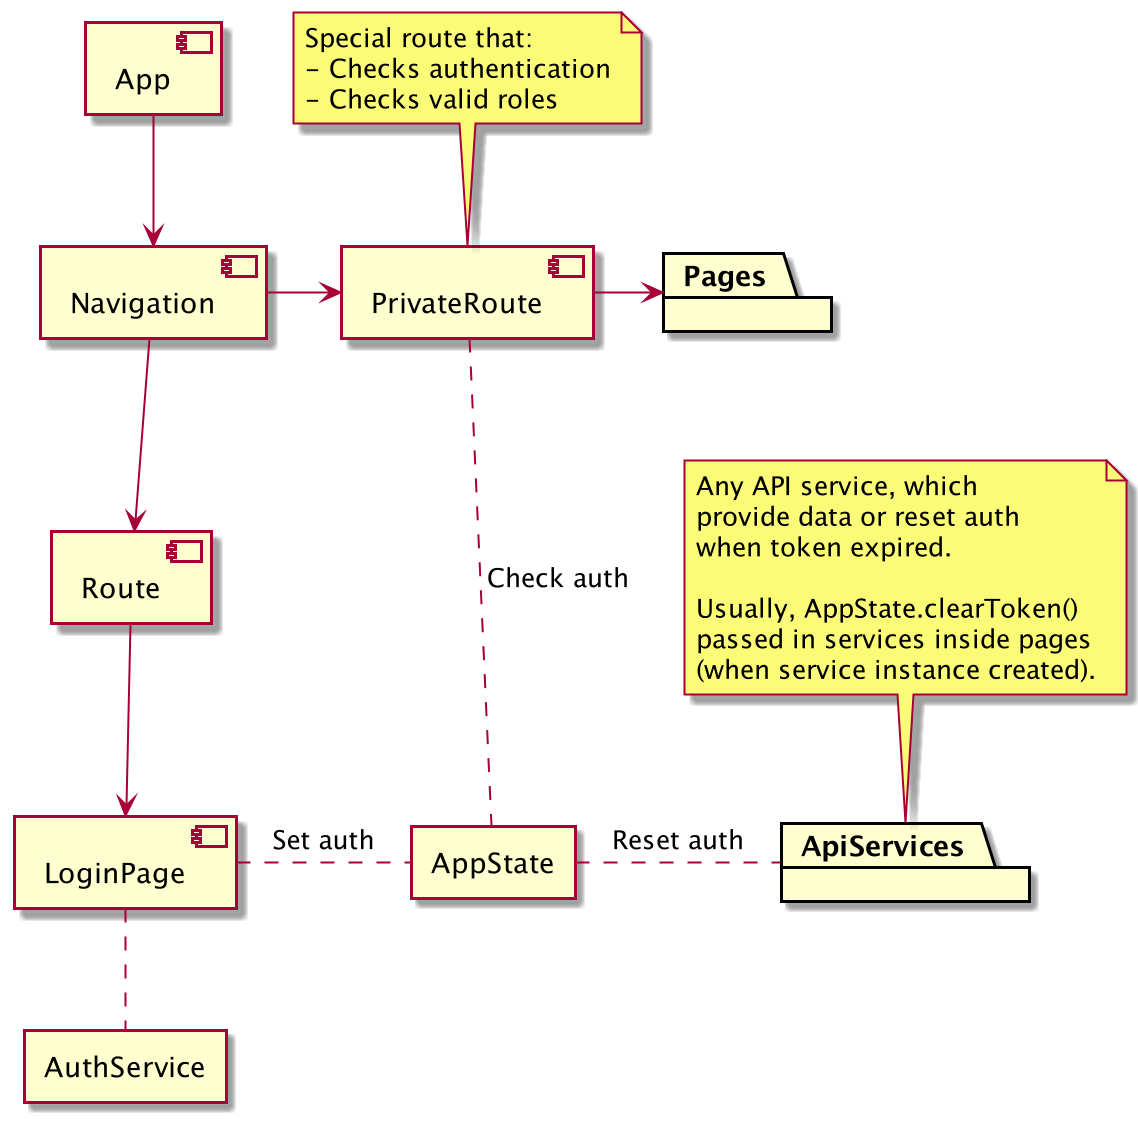 App
Special route that:
- Checks authentication
- Checks valid roles
Navigation
PrivateRoute
Pages
Route
Check auth
Any API service, which
provide data or reset auth
when token expired.
Usually, AppState.clearToken()
passed in services inside pages
(when service instance created).
LoginPage
Set auth
AppState
Reset auth
ApiServices
AuthService